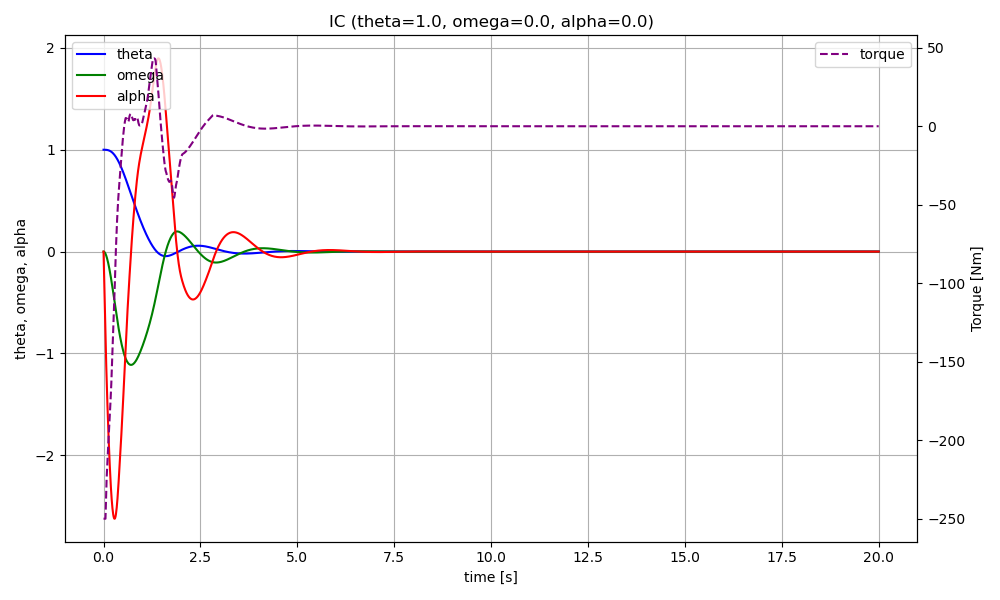 IC (theta=1.0, omega=0.0, alpha=0.0)
theta
omega
alpha
torque
2
1
0
−1
−2
theta, omega, alpha
50
0
−50
−100
−150
−200
−250
Torque [Nm]
0.0 2.5 5.0 7.5 10.0 12.5 15.0 17.5 20.0
time [s]